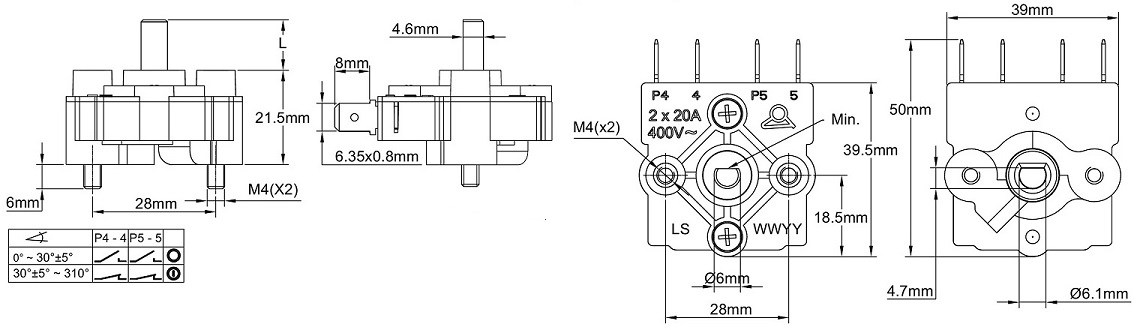 L
21.5mm
6mm
M4(X2)
28mm
4.6mm
8mm
6.35x0.8mm
P4 - 4 P5 - 5
0° ~ 30°±5°
30°±5° ~ 310°
P4 4 P5 5
2 x 20A
400V~
M4(x2)
Min.
39.5mm
18.5mm
LS WWYY
Ø6mm
28mm
39mm
50mm
4.7mm
Ø6.1mm